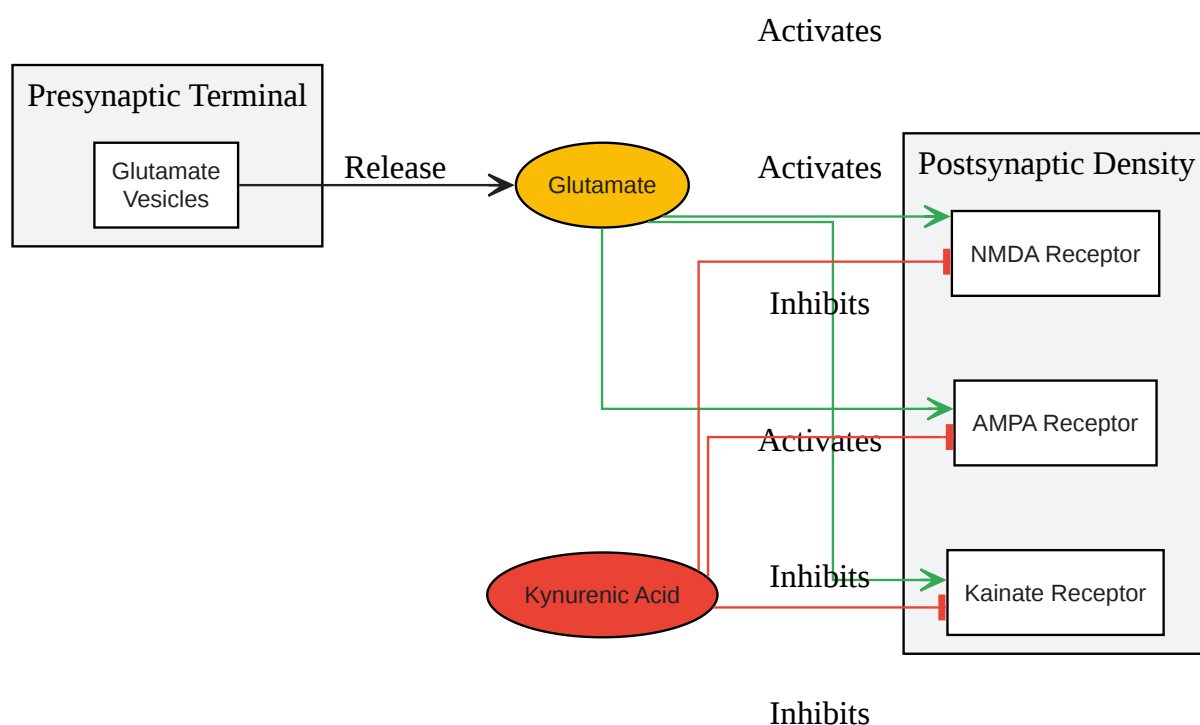 Activates
Presynaptic Terminal
Glutamate
Vesicles
Release
Glutamate
Activates
Postsynaptic Density
NMDA Receptor
Inhibits
AMPA Receptor
Activates
Kynurenic Acid
Inhibits
Kainate Receptor
Inhibits